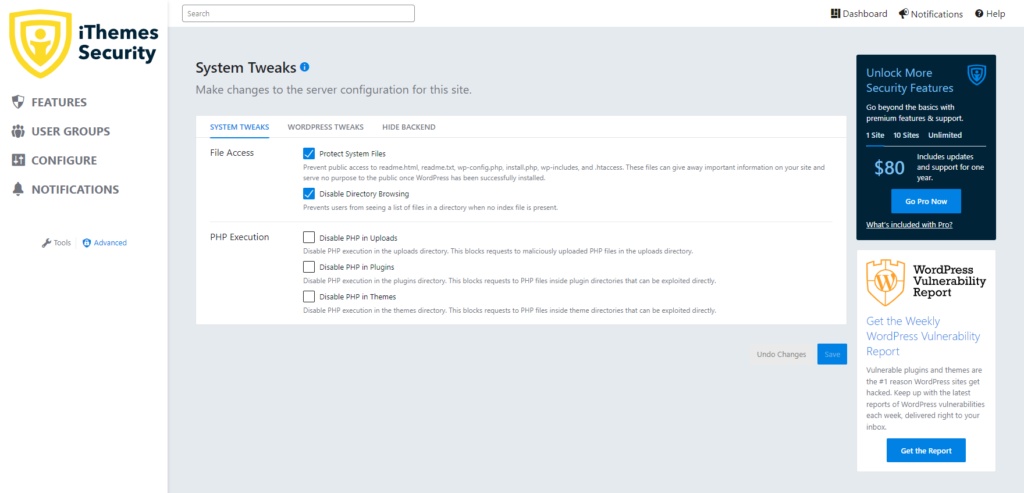 iThemes
Security
FEATURES
USER GROUPS
CONFIGURE
NOTIFICATIONS
Tools
Advanced
Search
Dashboard
Notifications
Help
System Tweaks
Make changes to the server configuration for this site.
SYSTEM TWEAKS
WORDPRESS TWEAKS
HIDE BACKEND
File Access
Protect System Files
Prevent public access to readme.html, readme.txt, wp-config.php, install.php, wp-includes, and .htaccess. These files can give away important information on your site and
serve no purpose to the public once WordPress has been successfully installed.
Disable Directory Browsing
Prevents users from seeing a list of files in a directory when no index file is present.
PHP Execution
Disable PHP in Uploads
Disable PHP execution in the uploads directory. This blocks requests to maliciously uploaded PHP files in the uploads directory.
Disable PHP in Plugins
Disable PHP execution in the plugins directory. This blocks requests to PHP files inside plugin directories that can be exploited directly.
Disable PHP in Themes
Disable PHP execution in the themes directory. This blocks requests to PHP files inside theme directories that can be exploited directly.
Undo Changes
Save
Unlock More
Security Features
Go beyond the basics with
premium features & support.
1 Site
10 Sites
Unlimited
$80
Includes updates
and support for one
year.
Go Pro Now
What's included with Pro?
WordPress
Vulnerability
Report
Get the Weekly
WordPress Vulnerability
Report
Vulnerable plugins and themes are
the #1 reason WordPress sites get
hacked. Keep up with the latest
reports of WordPress vulnerabilities
each week, delivered right to your
inbox.
Get the Report